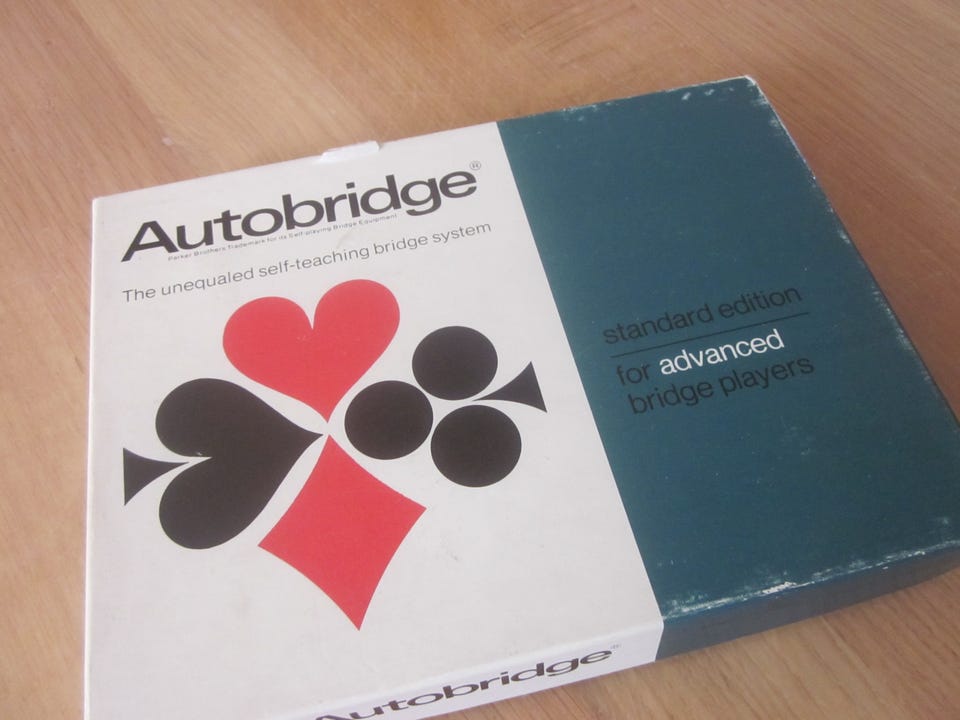 Autobridge®
Parker Brothers Trademark for its Self-playing Bridge Equipment
The unequaled self-teaching bridge system
standard edition
for advanced
bridge players
Autobridge®